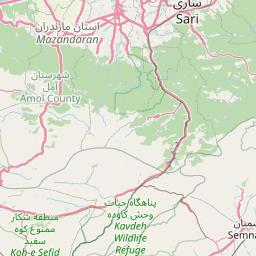 ساری
Sari
استان مازندران
Mazandaran
شهرستان
آمل
Amol County
پناهگاه حیات
وحش کاوده
Kavdeh
Wildlife
Refuge
منطقه شکار
ممنوع کوه
سفید
Koh-e Sefid
سمنان
Semna